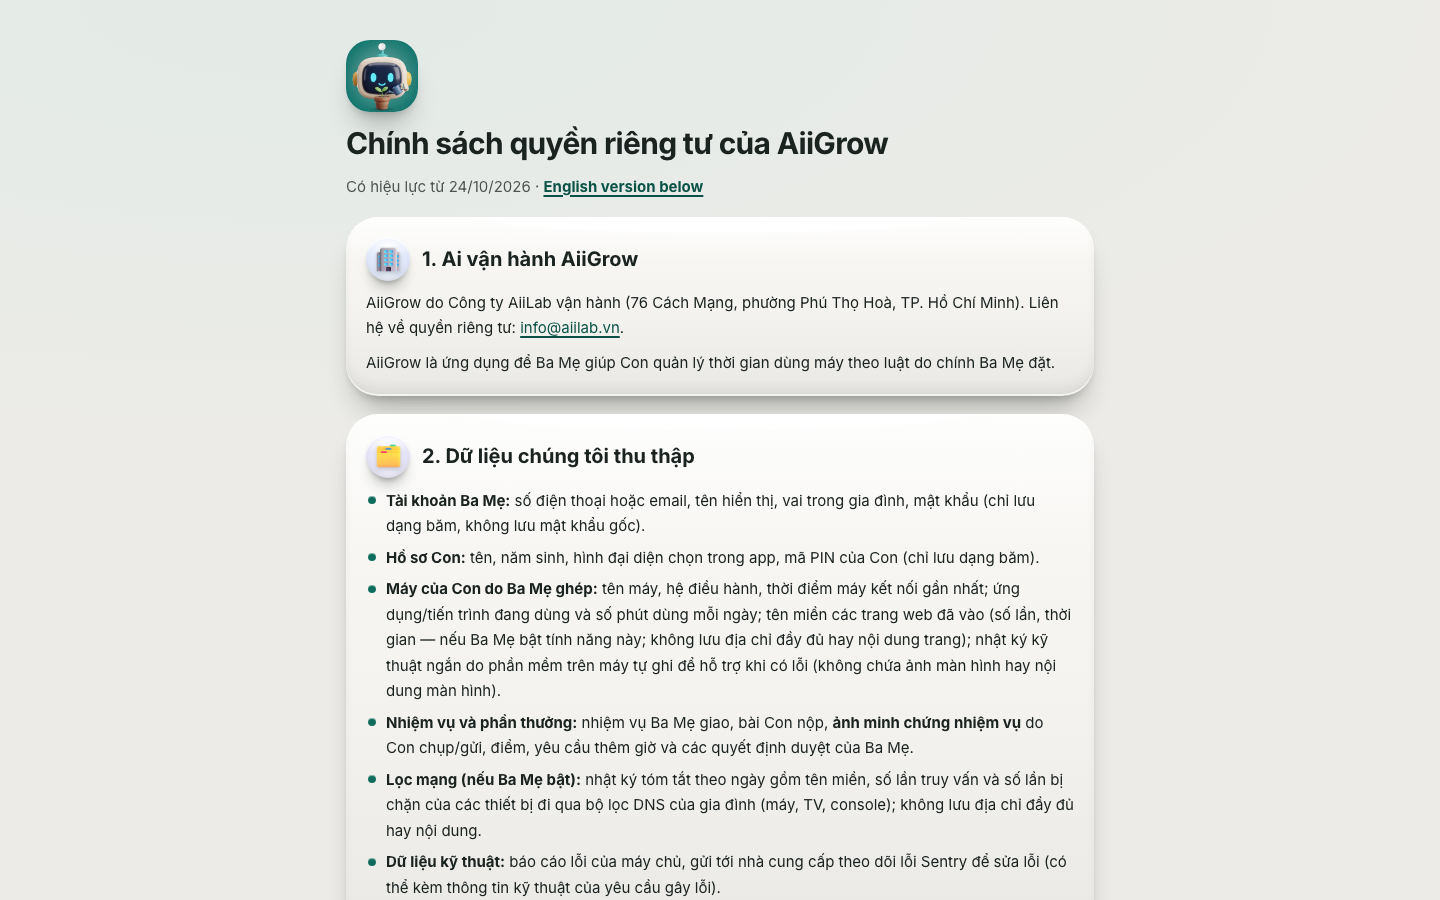 Chính sách quyền riêng tư của AiiGrow
Có hiệu lực từ 24/10/2026 · English version below
1. Ai vận hành AiiGrow
AiiGrow do Công ty AiiLab vận hành (76 Cách Mạng, phường Phú Thọ Hoà, TP. Hồ Chí Minh). Liên
hệ về quyền riêng tư: info@aiilab.vn.
AiiGrow là ứng dụng để Ba Mẹ giúp Con quản lý thời gian dùng máy theo luật do chính Ba Mẹ đặt.
2. Dữ liệu chúng tôi thu thập
Tài khoản Ba Mẹ: số điện thoại hoặc email, tên hiển thị, vai trong gia đình, mật khẩu (chỉ lưu
dạng băm, không lưu mật khẩu gốc).
Hồ sơ Con: tên, năm sinh, hình đại diện chọn trong app, mã PIN của Con (chỉ lưu dạng băm).
Máy của Con do Ba Mẹ ghép: tên máy, hệ điều hành, thời điểm máy kết nối gần nhất; ứng
dụng/tiến trình đang dùng và số phút dùng mỗi ngày; tên miền các trang web đã vào (số lần, thời
gian — nếu Ba Mẹ bật tính năng này; không lưu địa chỉ đầy đủ hay nội dung trang); nhật ký kỹ
thuật ngắn do phần mềm trên máy tự ghi để hỗ trợ khi có lỗi (không chứa ảnh màn hình hay nội
dung màn hình).
Nhiệm vụ và phần thưởng: nhiệm vụ Ba Mẹ giao, bài Con nộp, ảnh minh chứng nhiệm vụ do
Con chụp/gửi, điểm, yêu cầu thêm giờ và các quyết định duyệt của Ba Mẹ.
Lọc mạng (nếu Ba Mẹ bật): nhật ký tóm tắt theo ngày gồm tên miền, số lần truy vấn và số lần bị
chặn của các thiết bị đi qua bộ lọc DNS của gia đình (máy, TV, console); không lưu địa chỉ đầy đủ
hay nội dung.
Dữ liệu kỹ thuật: báo cáo lỗi của máy chủ, gửi tới nhà cung cấp theo dõi lỗi Sentry để sửa lỗi (có
thể kèm thông tin kỹ thuật của yêu cầu gây lỗi).